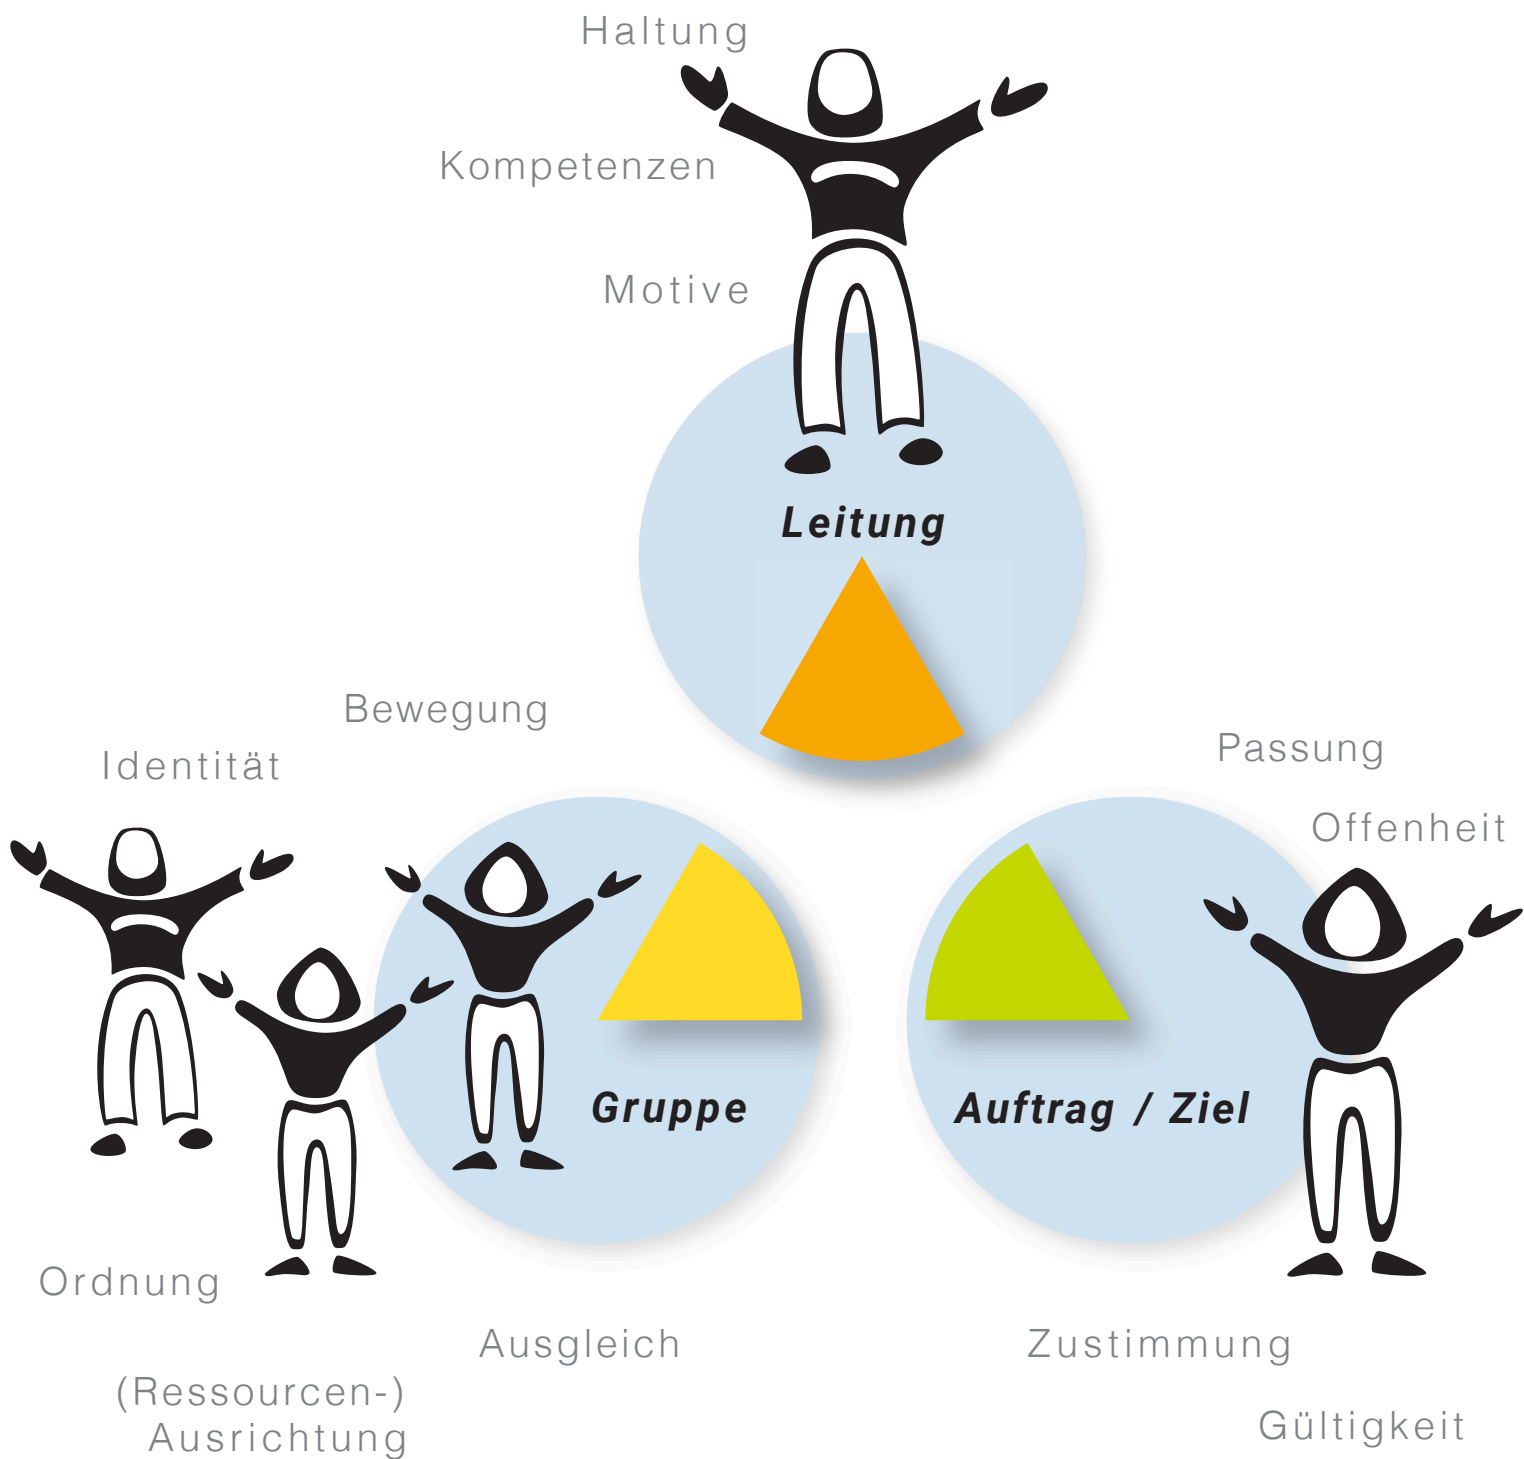 Haltung
Kompetenzen
Motive
Leitung
Bewegung
Identität
Passung
Offenheit
Gruppe
Auftrag / Ziel
Ordnung
Ausgleich
(Ressourcen-)
Ausrichtung
Zustimmung
Gültigkeit